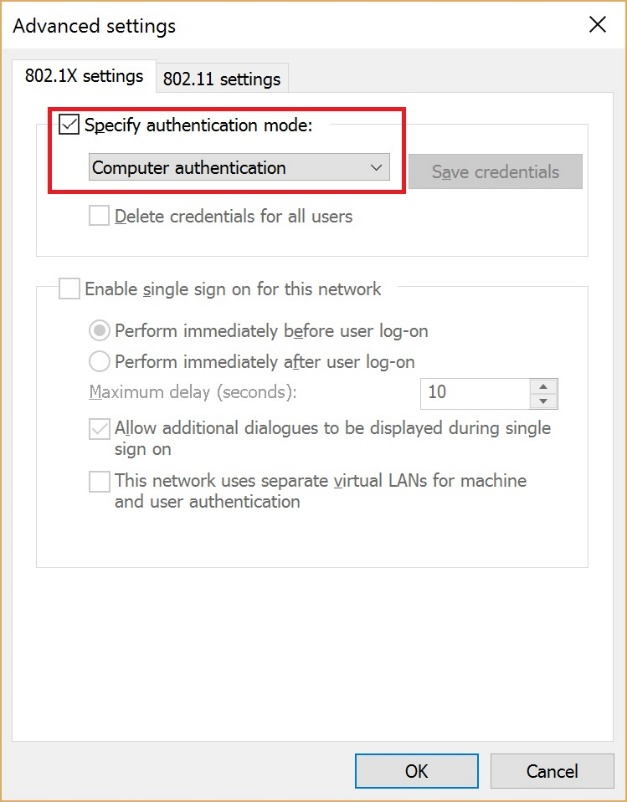 Advanced settings
802.1X settings
802.11 settings
Specify authentication mode:
Computer authentication
Save credentials
Delete credentials for all users
Enable single sign on for this network
Perform immediately before user log-on
Perform immediately after user log-on
Maximum delay (seconds):
10
Allow additional dialogues to be displayed during single
sign on
This network uses separate virtual LANs for machine
and user authentication
OK
Cancel